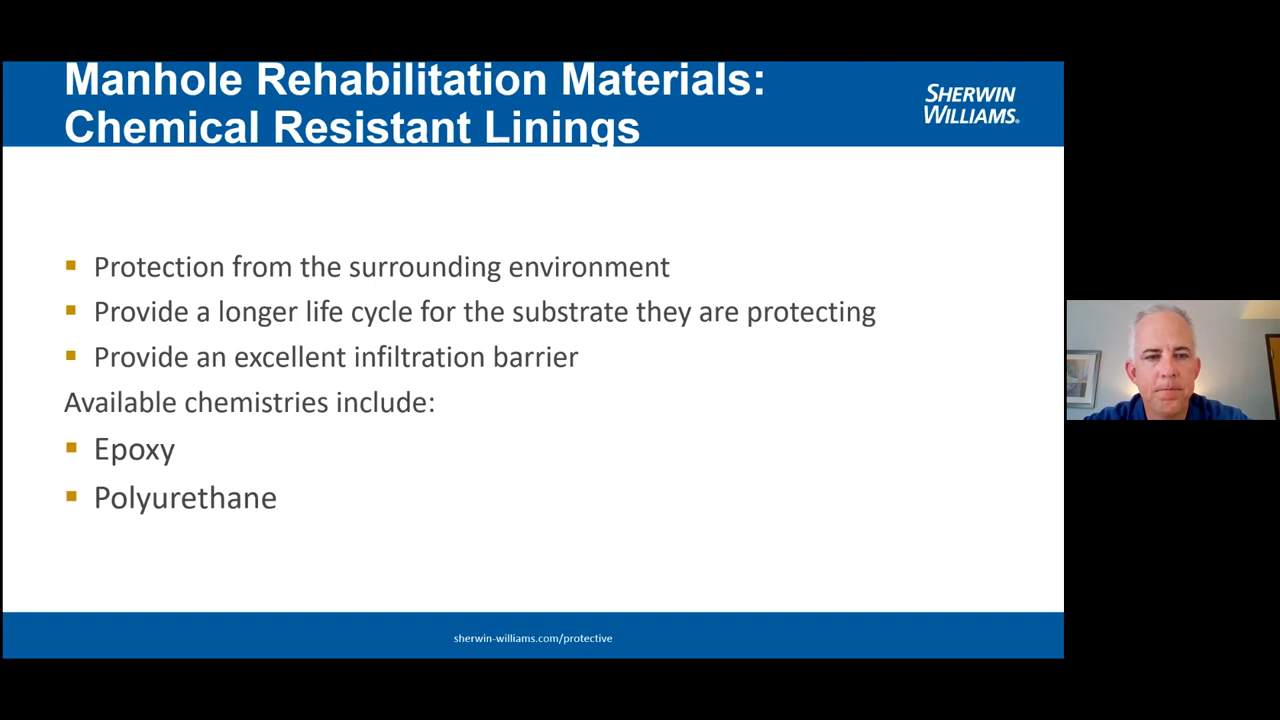 Manhole Rehabilitation Materials:
Chemical Resistant Linings
SHERWIN
WILLIAMS®
▪ Protection from the surrounding environment
▪ Provide a longer life cycle for the substrate they are protecting
▪ Provide an excellent infiltration barrier
Available chemistries include:
▪ Epoxy
▪ Polyurethane
sherwin-williams.com/protective